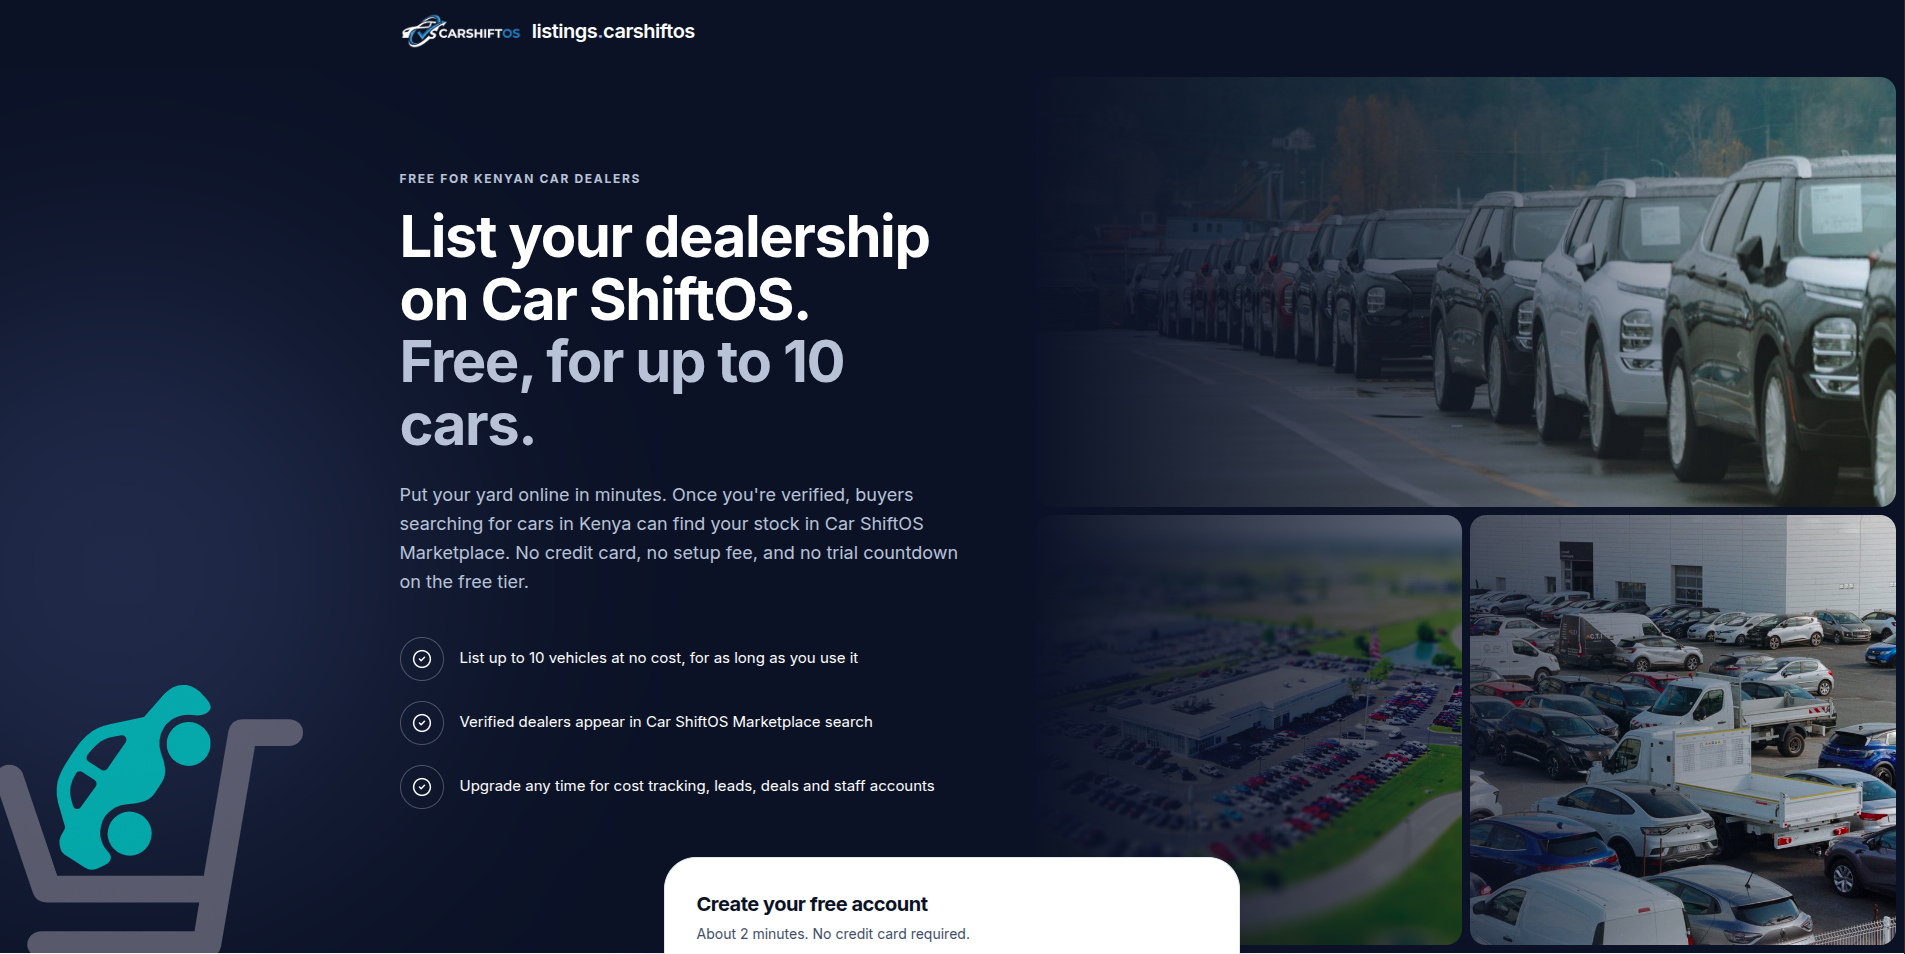 CARSHIFTOS listings.carshiftos
FREE FOR KENYAN CAR DEALERS
List your dealership
on Car ShiftOS.
Free, for up to 10
cars.
Put your yard online in minutes. Once you're verified, buyers
searching for cars in Kenya can find your stock in Car ShiftOS
Marketplace. No credit card, no setup fee, and no trial countdown
on the free tier.
List up to 10 vehicles at no cost, for as long as you use it
Verified dealers appear in Car ShiftOS Marketplace search
Upgrade any time for cost tracking, leads, deals and staff accounts
Create your free account
About 2 minutes. No credit card required.